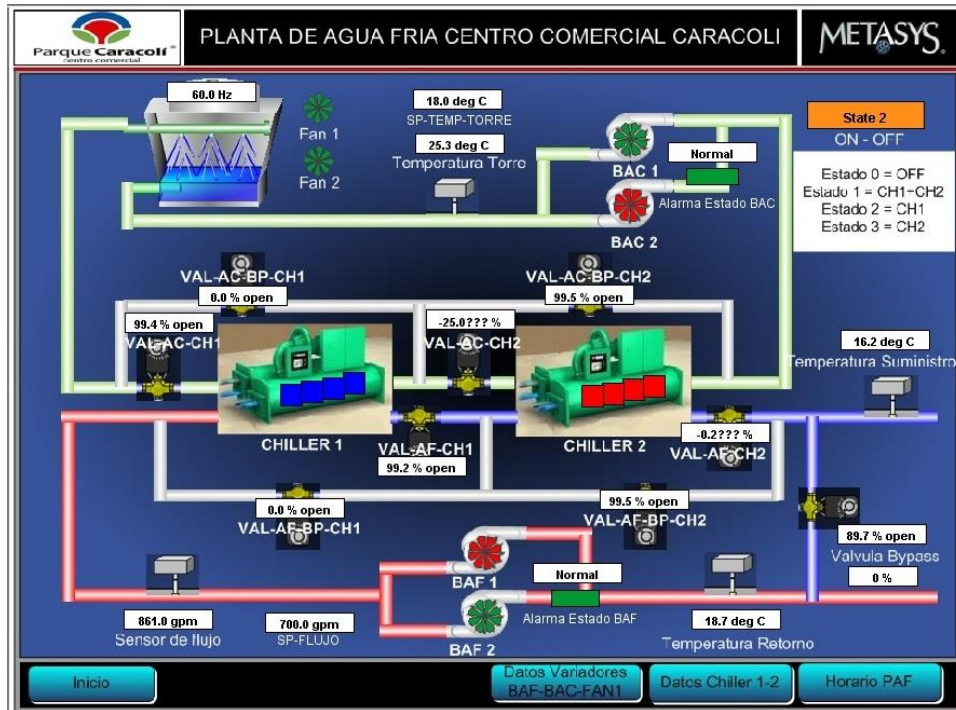 Parque Caracolí
centro comercial
PLANTA DE AGUA FRIA CENTRO COMERCIAL CARACOLI
METASYS
60.0 Hz
Fan 1
Fan 2
18.0 deg C
SP-TEMP-TORRE
25.3 deg C
Temperatura Torro
BAC 1
Normal
Alarma Estado BAC
BAC 2
State 2
ON - OFF
Estado 0 = OFF
Estado 1 = CH1-CH2
Estado 2 = CH1
Estado 3 = CH2
VAL-AC-BP-CH1
0.0 % open
VAL-AC-BP-CH2
99.5 % open
99.4 % open
VAL-AC-CH1
-25.0??? %
VAL-AC-CH2
16.2 deg C
Temperatura Suministro
CHILLER 1
VAL-AF-CH1
99.2 % open
CHILLER 2
-0.2??? %
VAL-AF-CH2
0.0 % open
VAL-AF-BP-CH1
99.5 % open
VAL-AF-BP-CH2
89.7 % open
Valvula Bypass
0 %
861.0 gpm
Sensor de flujo
700.0 gpm
SP-FLUJO
BAF 1
Normal
Alarma Estado BAF
BAF 2
18.7 deg C
Temperatura Retorno
Inicio
Datos Variadores
BAF-BAC-FAN1
Datos Chiller 1-2
Horario PAF